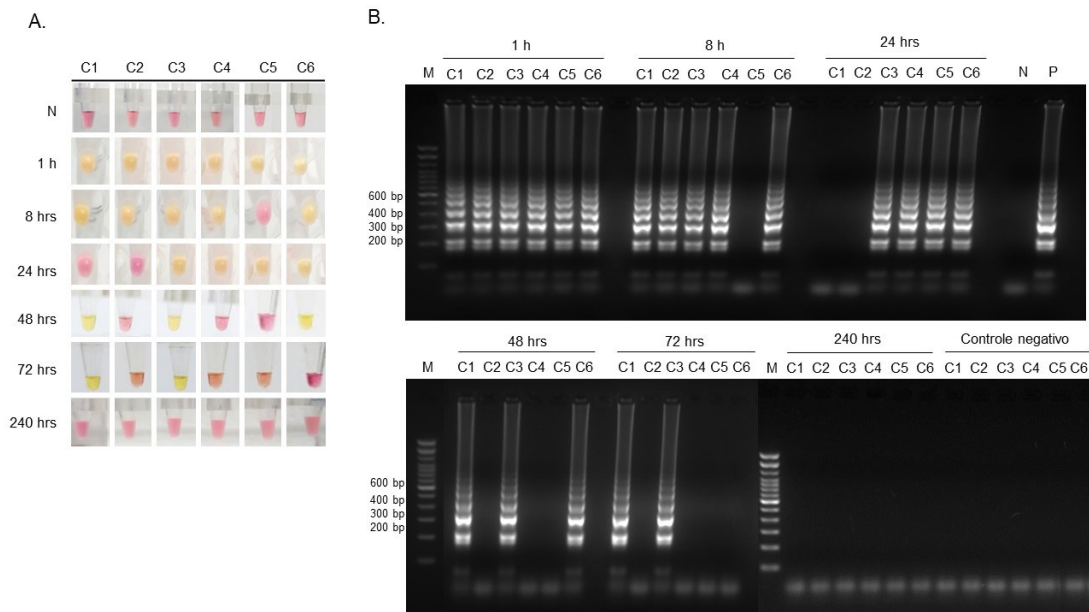 A.
C1 C2 C3 C4 C5 C6
N
1 h
8 hrs
24 hrs
48 hrs
72 hrs
240 hrs
B.
1 h 8 h 24 hrs
M C1 C2 C3 C4 C5 C6 C1 C2 C3 C4 C5 C6 C1 C2 C3 C4 C5 C6 N P
600 bp
400 bp
300 bp
200 bp
48 hrs 72 hrs 240 hrs Controle negativo
M C1 C2 C3 C4 C5 C6 C1 C2 C3 C4 C5 C6 M C1 C2 C3 C4 C5 C6 C1 C2 C3 C4 C5 C6
600 bp
400 bp
300 bp
200 bp